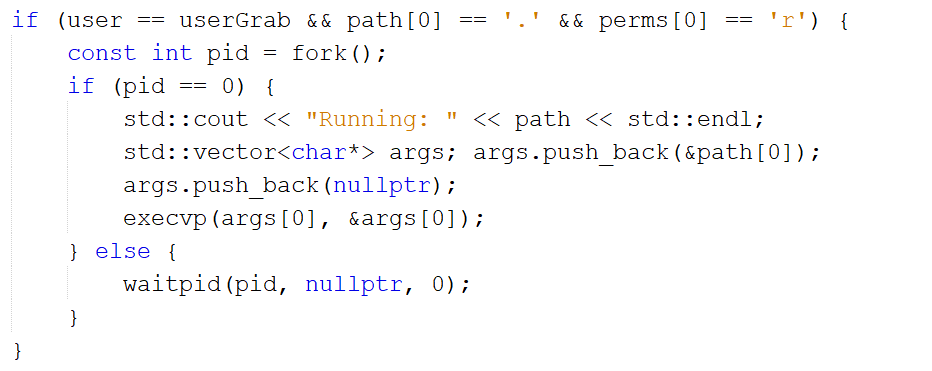 if (user == userGrab && path[0] == '.' && perms[0] == 'r') {
    const int pid = fork();
    if (pid == 0) {
        std::cout << "Running: " << path << std::endl;
        std::vector<char*> args; args.push_back(&path[0]);
        args.push_back(nullptr);
        execvp(args[0], &args[0]);
    } else {
        waitpid(pid, nullptr, 0);
    }
}